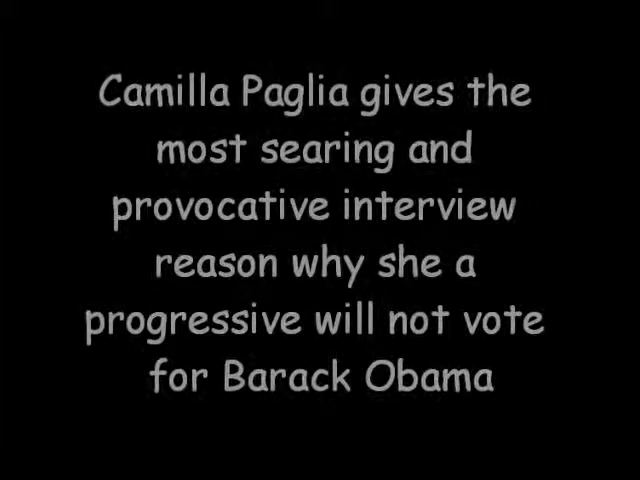 Camilla Paglia gives the
most searing and
provocative interview
reason why she a
progressive will not vote
for Barack Obama